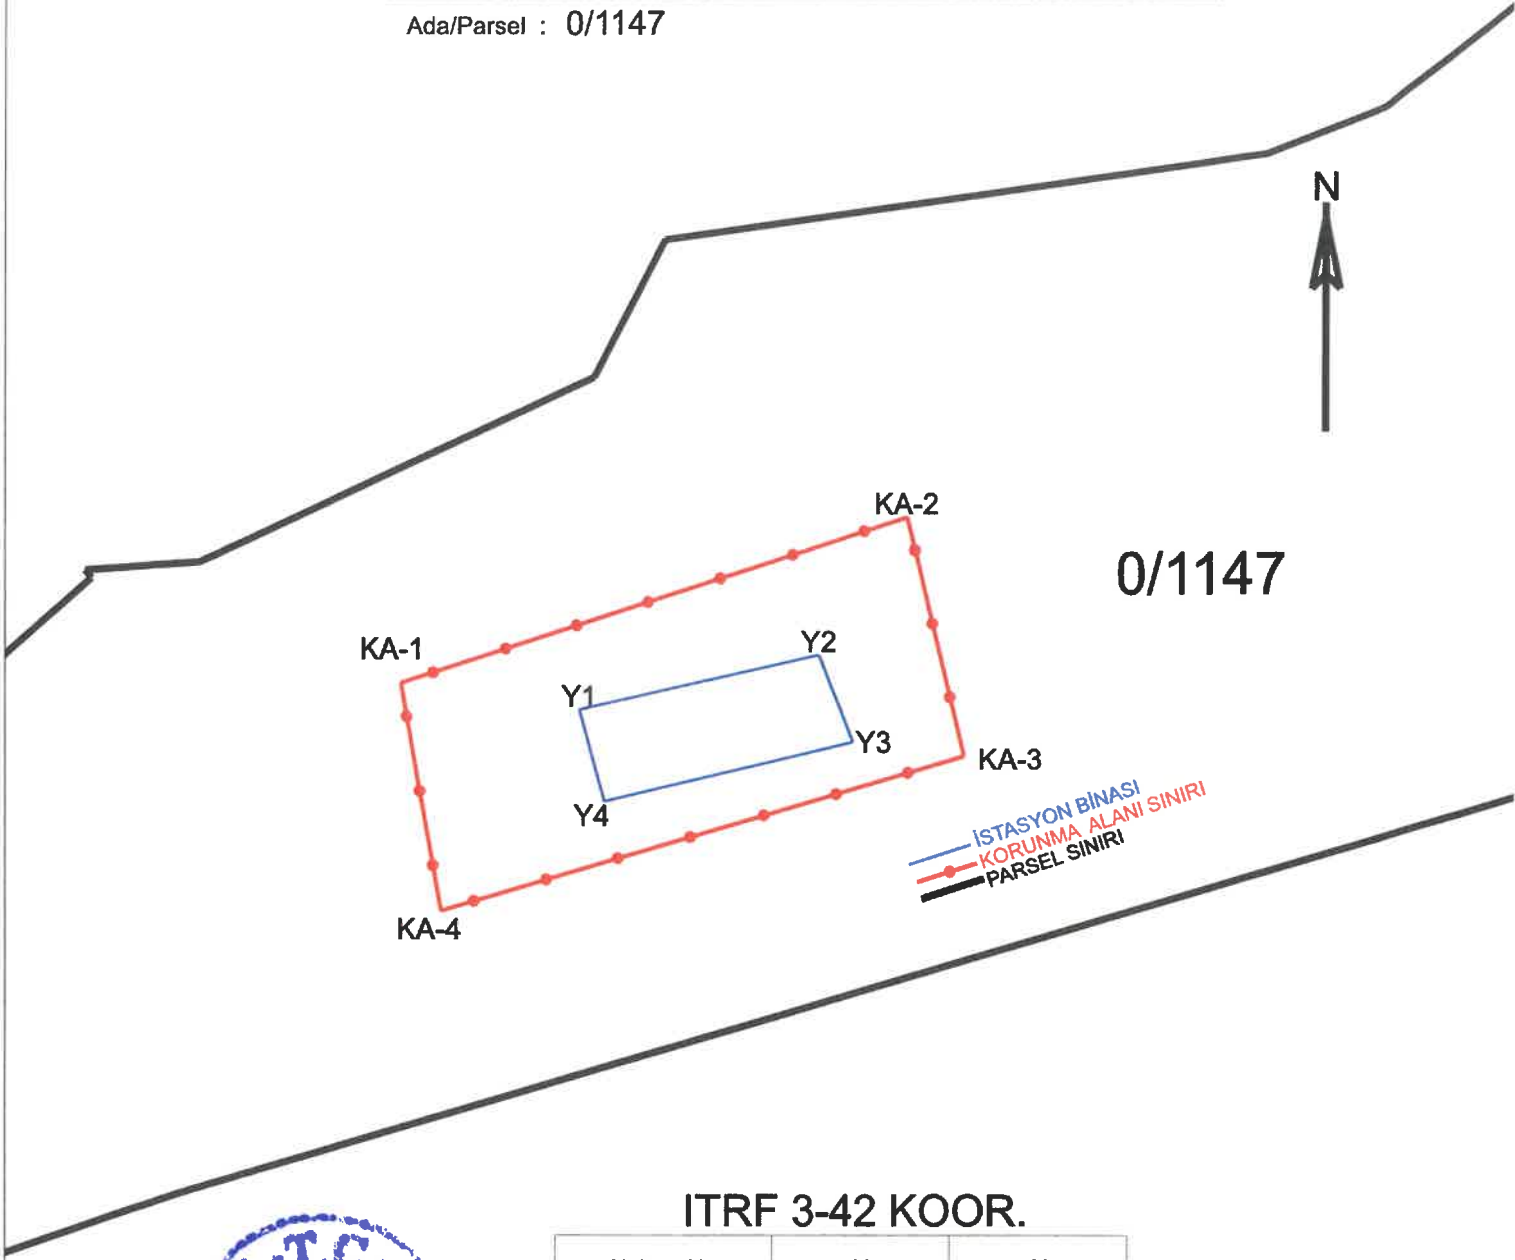 Ada/Parsel : 0/1147
N
KA-2
0/1147
KA-1
Y2
Y1
Y3
KA-3
Y4
İSTASYON BİNASI
KORUNMA ALANI SINIRI
PARSEL SINIRI
KA-4
ITRF 3-42 KOOR.
T.C.